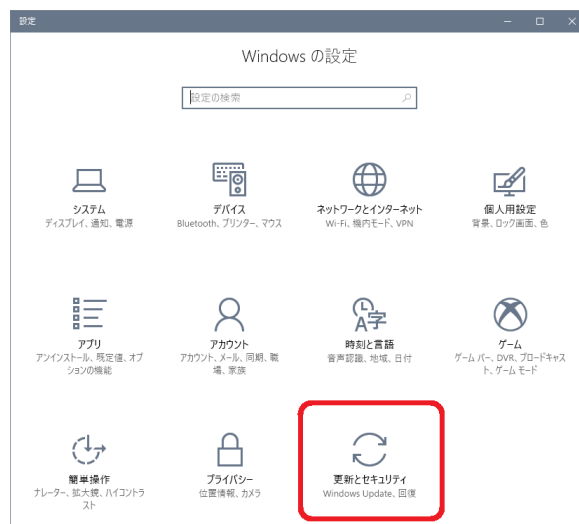 設定
Windows の設定
設定の検索
システム
ディスプレイ、通知、電源
デバイス
Bluetooth、プリンター、マウス
ネットワークとインターネット
Wi-Fi、機内モード、VPN
個人用設定
背景、ロック画面、色
アプリ
アンインストール、既定値、オプ
ションの機能
アカウント
アカウント、メール、同期、職
場、家族
時刻と言語
音声認識、地域、日付
ゲーム
ゲーム バー、DVR、ブロードキャス
ト、ゲーム モード
簡単操作
ナレーター、拡大鏡、ハイコントラ
スト
プライバシー
位置情報、カメラ
更新とセキュリティ
Windows Update、回復